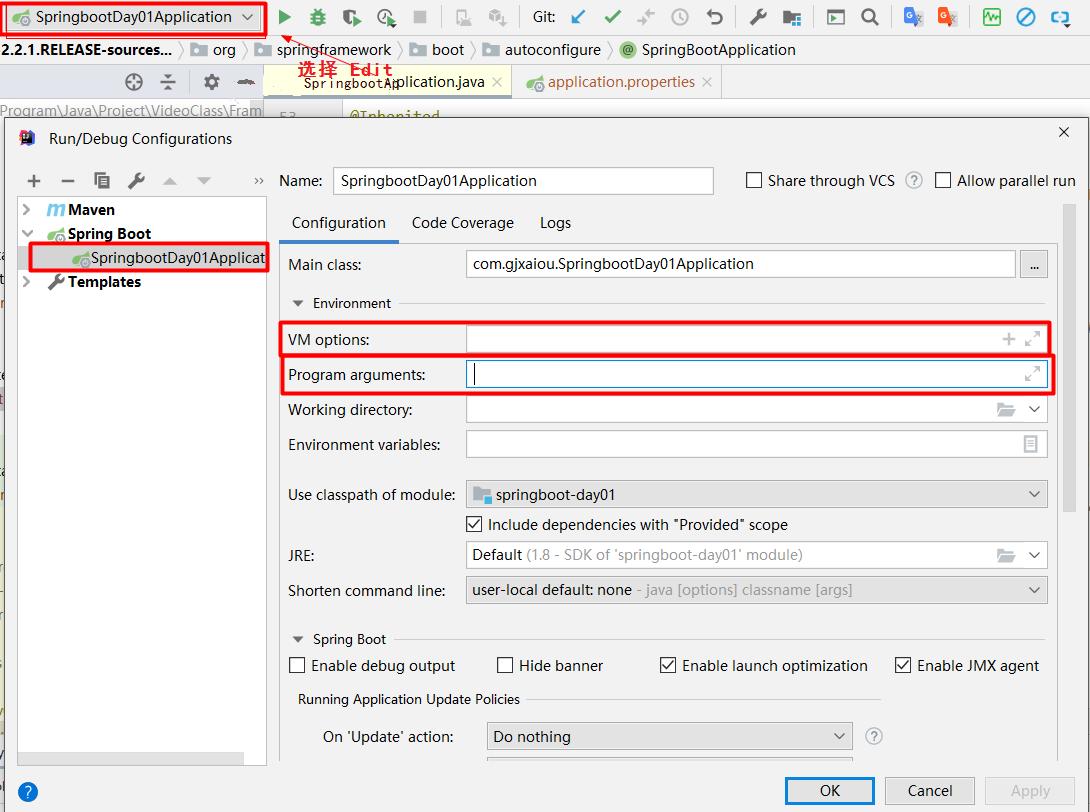 SpringbootDay01Application
Git:
2.2.1.RELEASE-sources... org springframework boot autoconfigure SpringBootApplication
选择 Edit
SpringbootApplication.java application.properties
Program\Java\Project\VideoClass\Fram
53 @Inherited
Run/Debug Configurations
Name: SpringbootDay01Application Share through VCS Allow parallel run
Maven
Spring Boot
SpringbootDay01Applicat
Templates
Configuration Code Coverage Logs
Main class: com.gjxaiou.SpringbootDay01Application ...
Environment
VM options:
Program arguments:
Working directory:
Environment variables:
Use classpath of module: springboot-day01
Include dependencies with "Provided" scope
JRE: Default (1.8 - SDK of 'springboot-day01' module)
Shorten command line: user-local default: none - java [options] classname [args]
Spring Boot
Enable debug output Hide banner Enable launch optimization Enable JMX agent
Running Application Update Policies
On 'Update' action: Do nothing
OK Cancel Apply